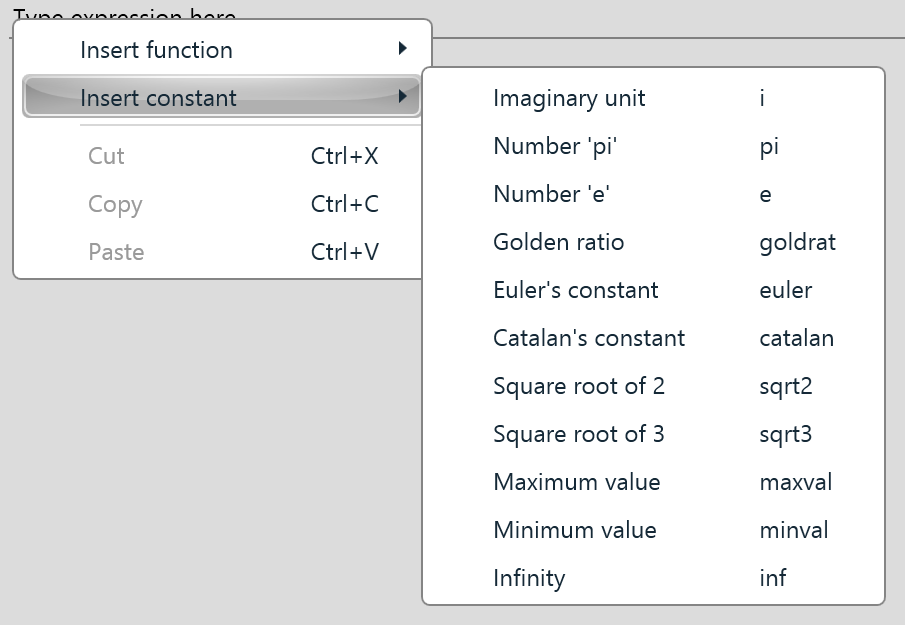 Type expression here
Insert function
Insert constant
Cut Ctrl+X
Copy Ctrl+C
Paste Ctrl+V
Imaginary unit i
Number 'pi' pi
Number 'e' e
Golden ratio goldrat
Euler's constant euler
Catalan's constant catalan
Square root of 2 sqrt2
Square root of 3 sqrt3
Maximum value maxval
Minimum value minval
Infinity inf